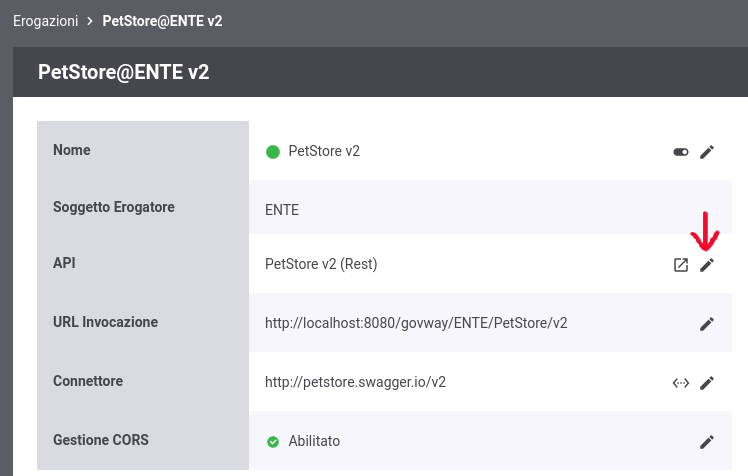 Erogazioni > PetStore@ENTE v2
PetStore@ENTE v2
Nome PetStore v2
Soggetto Erogatore ENTE
API PetStore v2 (Rest)
URL Invocazione http://localhost:8080/govway/ENTE/PetStore/v2
Connettore http://petstore.swagger.io/v2
Gestione CORS Abilitato